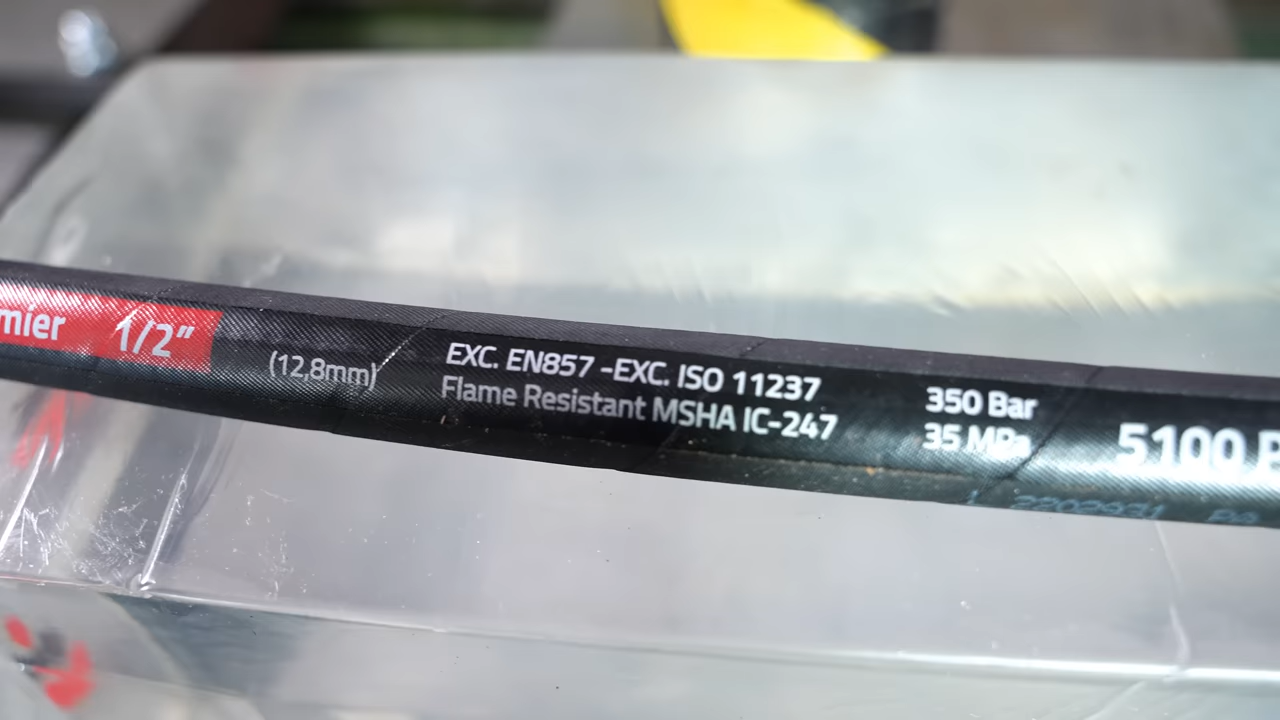 mier 1/2"
(12,8mm)
EXC. EN857 -EXC. ISO 11237
Flame Resistant MSHA IC-247
350 Bar
35 MPa
5100 P